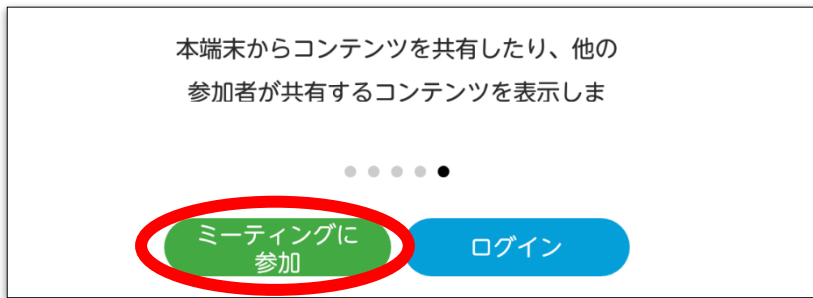 本端末からコンテンツを共有したり、他の
参加者が共有するコンテンツを表示しま
ミーティングに
参加
ログイン